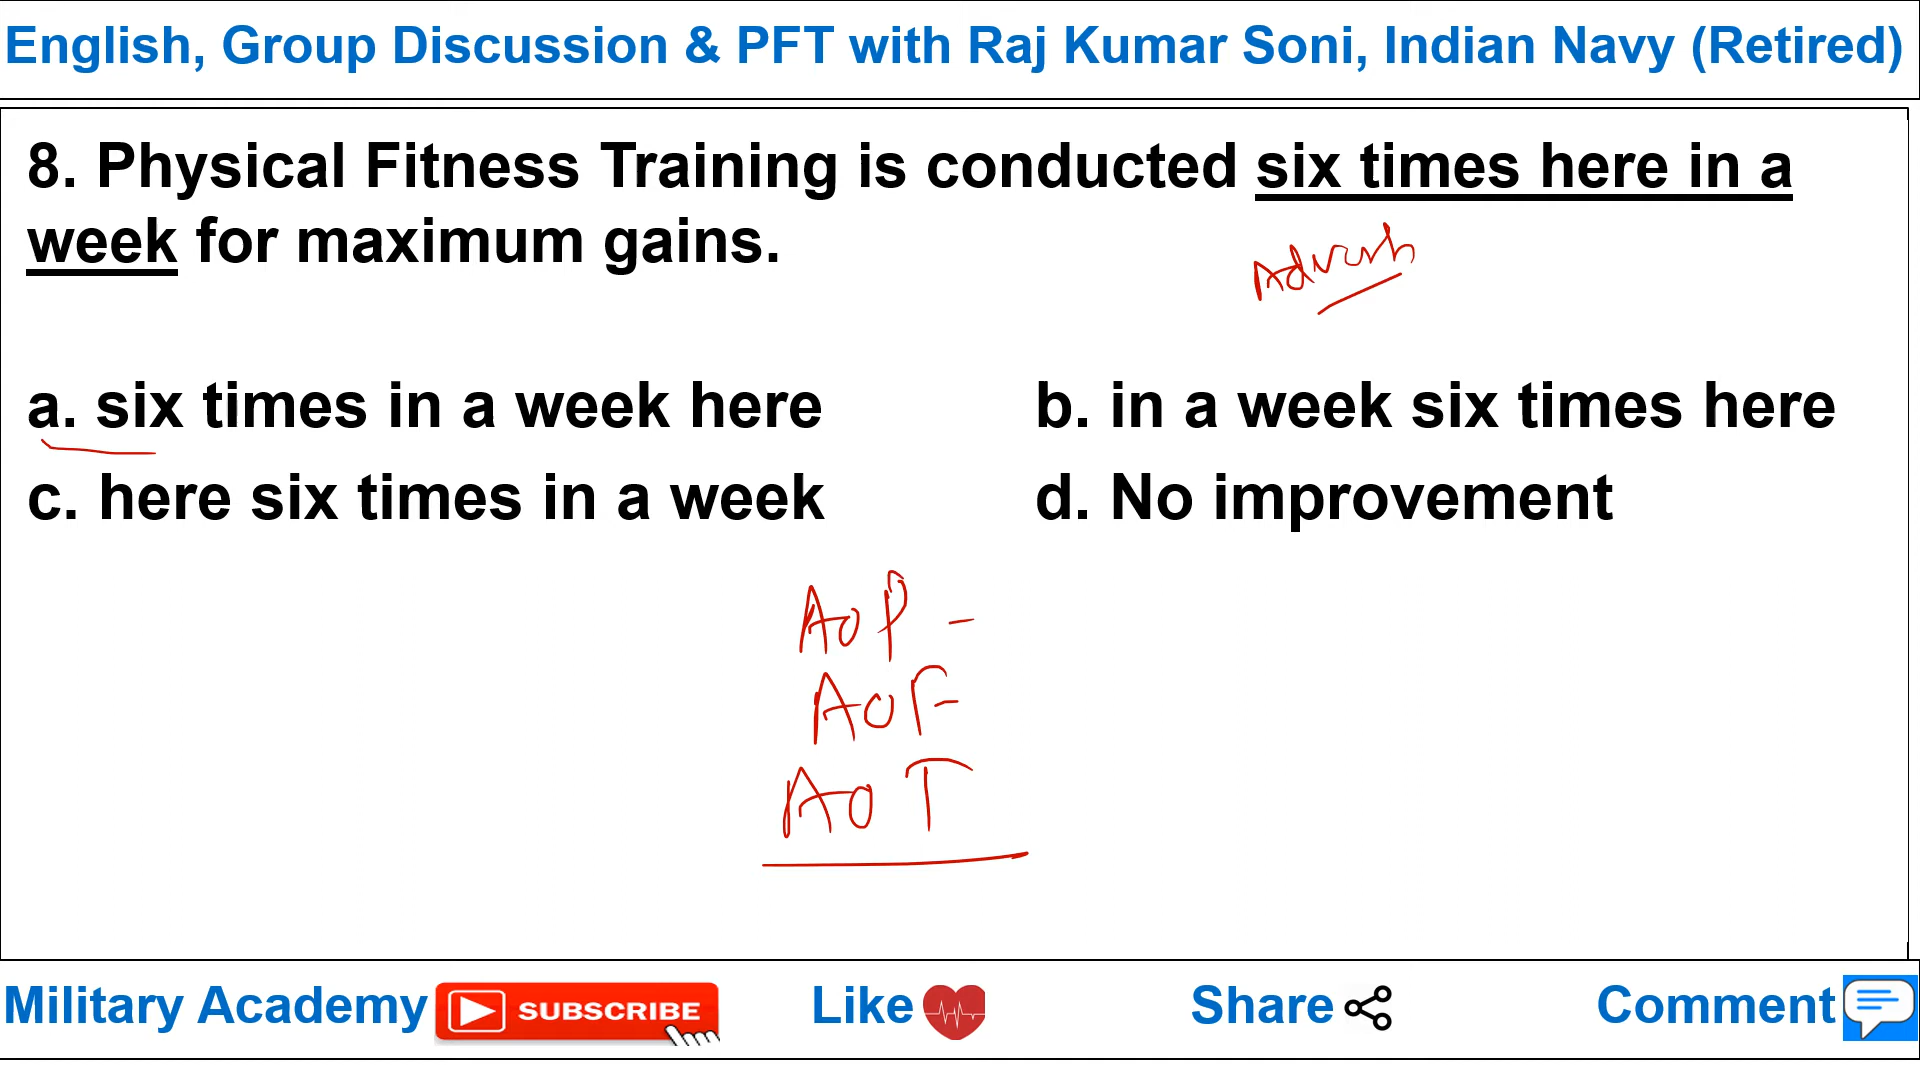 English, Group Discussion & PFT with Raj Kumar Soni, Indian Navy (Retired)
8. Physical Fitness Training is conducted six times here in a
week for maximum gains.
a. six times in a week here
b. in a week six times here
c. here six times in a week
d. No improvement
AOP -
AOF
AOT
Military Academy SUBSCRIBE Like Share Comment